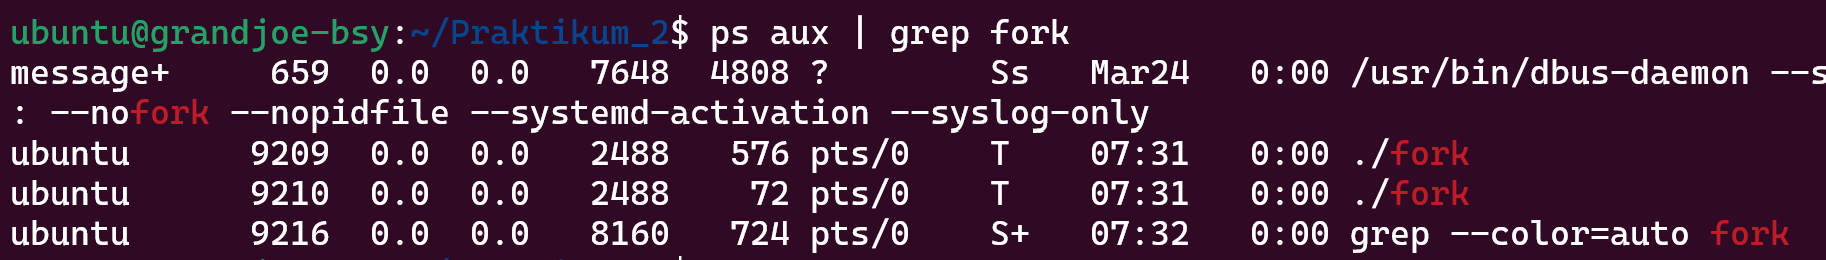 ubuntu@grandjoe-bsy:~/Praktikum_2$ ps aux | grep fork
message+     659  0.0  0.0   7648  4808 ?        Ss   Mar24   0:00 /usr/bin/dbus-daemon --s
: --nofork --nopidfile --systemd-activation --syslog-only
ubuntu      9209  0.0  0.0   2488   576 pts/0    T    07:31   0:00 ./fork
ubuntu      9210  0.0  0.0   2488    72 pts/0    T    07:31   0:00 ./fork
ubuntu      9216  0.0  0.0   8160   724 pts/0    S+   07:32   0:00 grep --color=auto fork